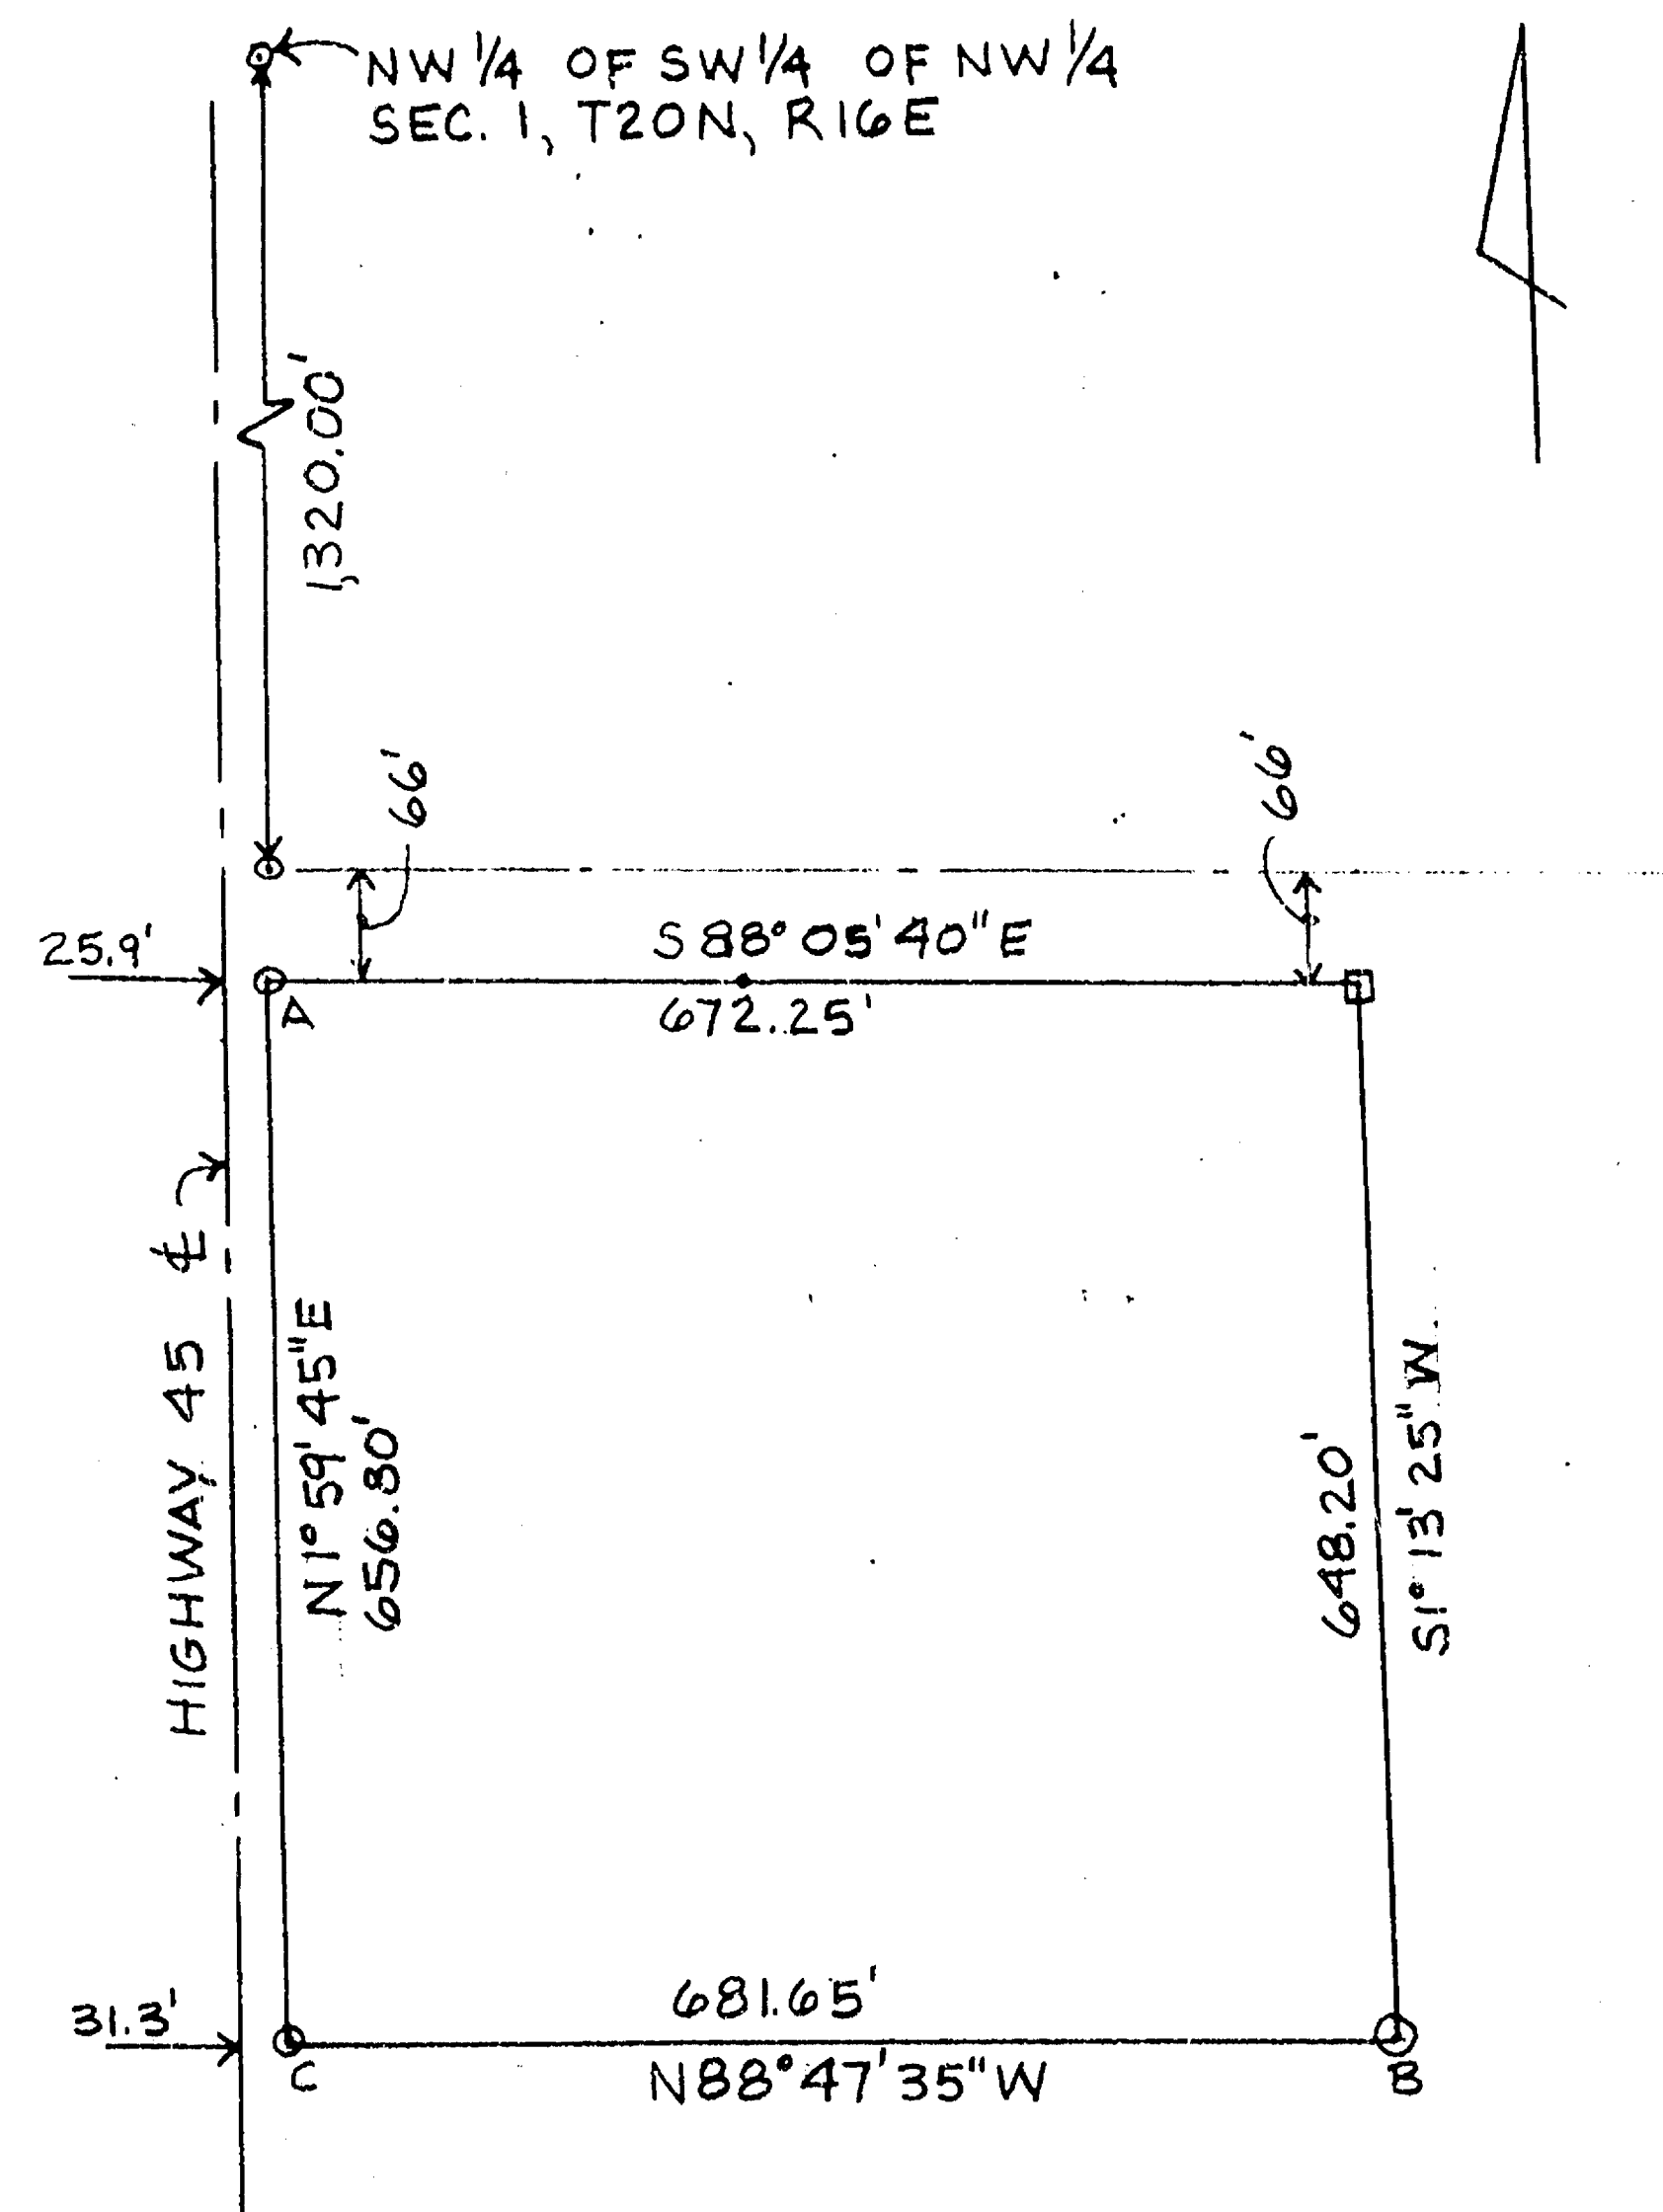 NW 1/4 OF SW 1/4 OF NW 1/4
SEC. 1, T20N, R16E
1,320.00'
66'
66'
25.9'
S 88° 05' 40" E
672.25'
A
HIGHWAY 45 ℄
N 1° 59' 45" E
656.80'
648.20'
S 1° 13' 25" W
31.3'
681.65'
C
N 88° 47' 35" W
B